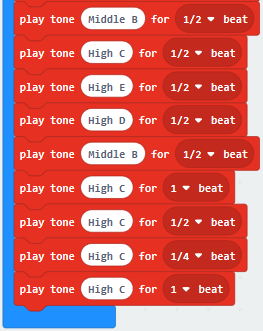 play tone Middle B for 1/2 beat
play tone High C for 1/2 beat
play tone High E for 1/2 beat
play tone High D for 1/2 beat
play tone Middle B for 1/2 beat
play tone High C for 1 beat
play tone High C for 1/2 beat
play tone High C for 1/4 beat
play tone High C for 1 beat